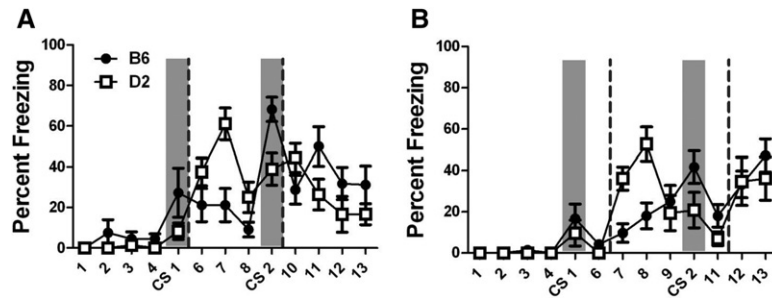 A
Percent Freezing
100
80
60
40
20
0
B6
D2
1 2 3 4 CS 1 6 7 8 CS 2 10 11 12 13
B
Percent Freezing
100
80
60
40
20
0
1 2 3 4 CS 1 6 7 8 9 CS 2 11 12 13